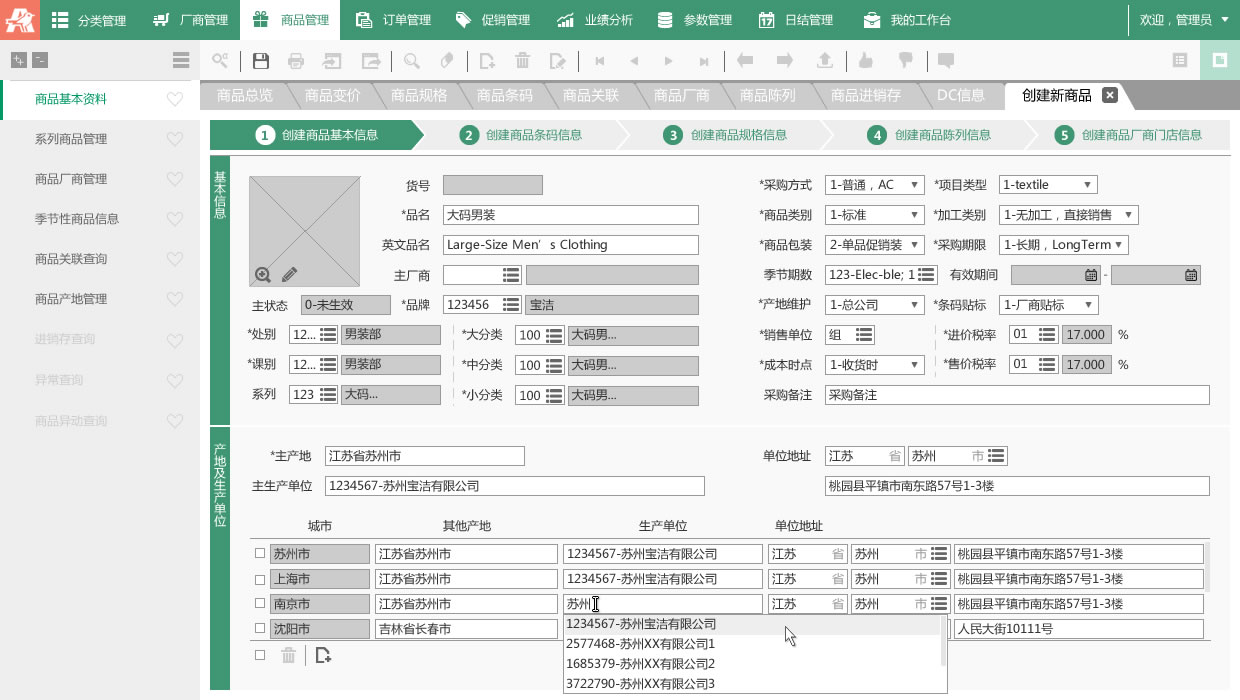 分类管理 厂商管理 商品管理 订单管理 促销管理 业绩分析 参数管理 日结管理 我的工作台 欢迎，管理员
商品总览 商品变价 商品规格 商品条码 商品关联 商品厂商 商品陈列 商品进销存 DC信息 创建新商品
商品基本资料
系列商品管理
商品厂商管理
季节性商品信息
商品关联查询
商品产地管理
进销存查询
异常查询
商品异动查询
1 创建商品基本信息 2 创建商品条码信息 3 创建商品规格信息 4 创建商品陈列信息 5 创建商品厂商门店信息
基本信息
货号 *采购方式 1-普通，AC *项目类型 1-textile
*品名 大码男装 *商品类别 1-标准 *加工类别 1-无加工，直接销售
英文品名 Large-Size Men’s Clothing *商品包装 2-单品促销装 *采购期限 1-长期，LongTerm
主厂商 季节期数 123-Elec-ble; 1 有效期间 -
主状态 0-未生效 *品牌 123456 宝洁 *产地维护 1-总公司 *条码贴标 1-厂商贴标
*处别 12... 男装部 *大分类 100 大码男... *销售单位 组 *进价税率 01 17.000 %
*课别 12... 男装部 *中分类 100 大码男... *成本时点 1-收货时 *售价税率 01 17.000 %
系列 123 大码... *小分类 100 大码男... 采购备注 采购备注
产地及生产单位
*主产地 江苏省苏州市 单位地址 江苏 省 苏州 市
主生产单位 1234567-苏州宝洁有限公司 桃园县平镇市南东路57号1-3楼
城市 其他产地 生产单位 单位地址
苏州市 江苏省苏州市 1234567-苏州宝洁有限公司 江苏 省 苏州 市 桃园县平镇市南东路57号1-3楼
上海市 江苏省苏州市 1234567-苏州宝洁有限公司 江苏 省 苏州 市 桃园县平镇市南东路57号1-3楼
南京市 江苏省苏州市 苏州 江苏 省 苏州 市 桃园县平镇市南东路57号1-3楼
沈阳市 吉林省长春市 人民大街10111号
1234567-苏州宝洁有限公司
2577468-苏州XX有限公司1
1685379-苏州XX有限公司2
3722790-苏州XX有限公司3